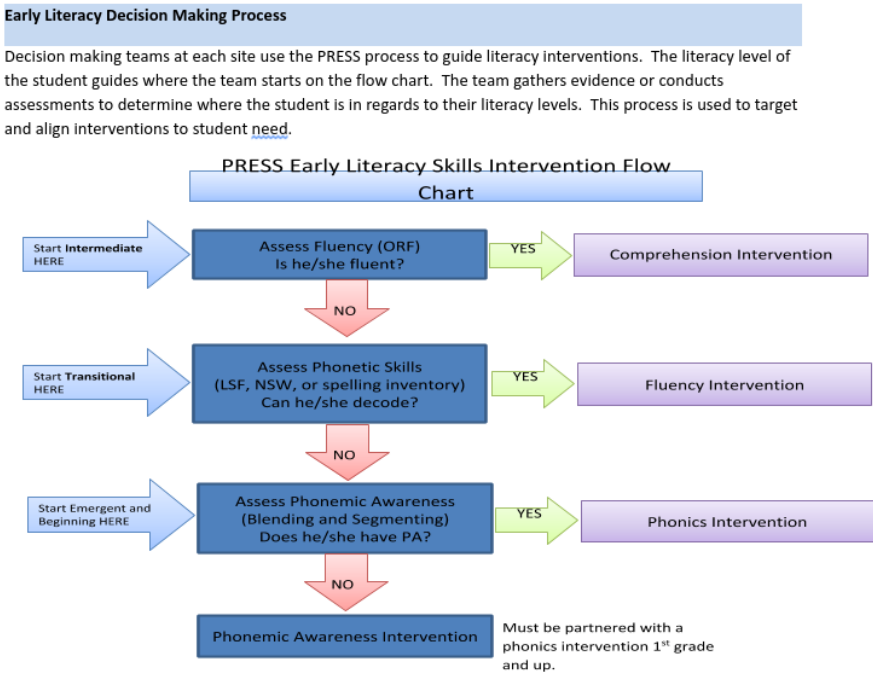 Early Literacy Decision Making Process
Decision making teams at each site use the PRESS process to guide literacy interventions.  The literacy level of
the student guides where the team starts on the flow chart.  The team gathers evidence or conducts
assessments to determine where the student is in regards to their literacy levels.  This process is used to target
and align interventions to student need.
PRESS Early Literacy Skills Intervention Flow
Chart
Start Intermediate
HERE
Assess Fluency (ORF)
Is he/she fluent?
YES
Comprehension Intervention
NO
Start Transitional
HERE
Assess Phonetic Skills
(LSF, NSW, or spelling inventory)
Can he/she decode?
YES
Fluency Intervention
NO
Start Emergent and
Beginning HERE
Assess Phonemic Awareness
(Blending and Segmenting)
Does he/she have PA?
YES
Phonics Intervention
NO
Phonemic Awareness Intervention
Must be partnered with a
phonics intervention 1st grade
and up.